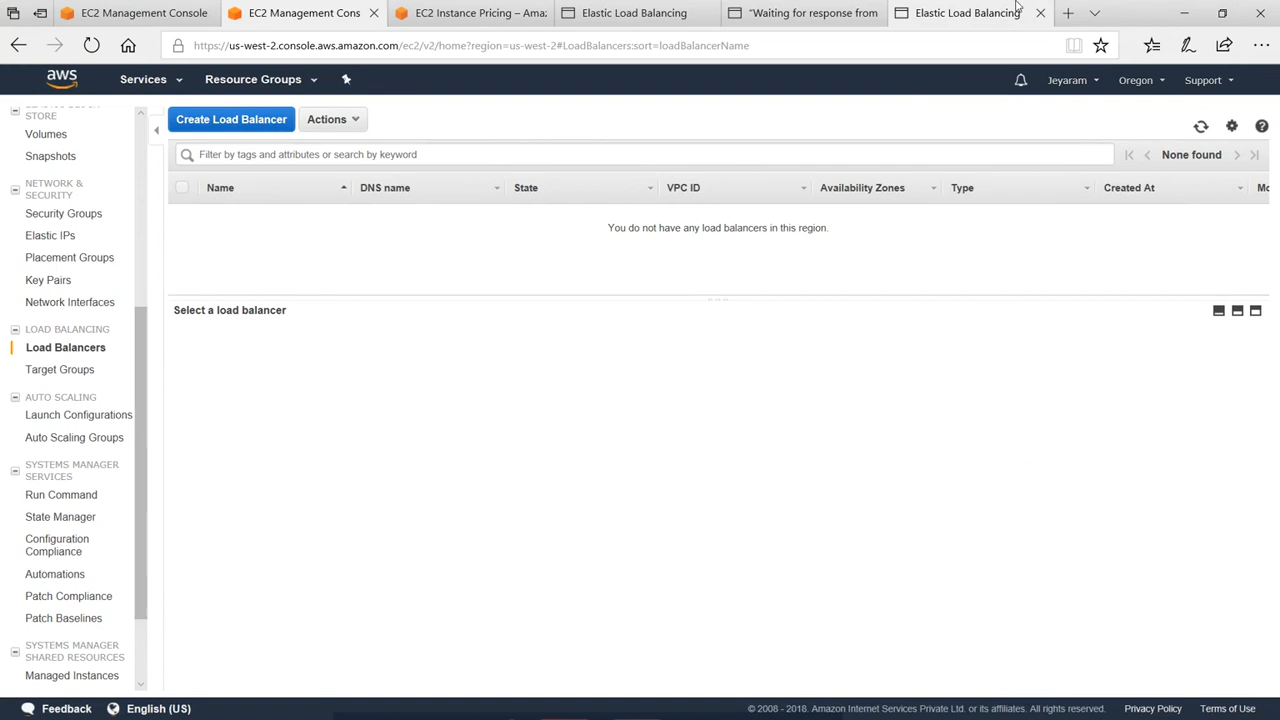 EC2 Management Console
EC2 Management Cons
EC2 Instance Pricing – Ama:
Elastic Load Balancing
"Waiting for response from
Elastic Load Balancing
https://us-west-2.console.aws.amazon.com/ec2/v2/home?region=us-west-2#LoadBalancers:sort=loadBalancerName
aws
Services
Resource Groups
Jeyaram
Oregon
Support
STORE
Volumes
Snapshots
NETWORK &
SECURITY
Security Groups
Elastic IPs
Placement Groups
Key Pairs
Network Interfaces
LOAD BALANCING
Load Balancers
Target Groups
AUTO SCALING
Launch Configurations
Auto Scaling Groups
SYSTEMS MANAGER
SERVICES
Run Command
State Manager
Configuration
Compliance
Automations
Patch Compliance
Patch Baselines
SYSTEMS MANAGER
SHARED RESOURCES
Managed Instances
Create Load Balancer
Actions
Filter by tags and attributes or search by keyword
None found
Name
DNS name
State
VPC ID
Availability Zones
Type
Created At
Mo
You do not have any load balancers in this region.
Select a load balancer
Feedback
English (US)
© 2008 - 2018, Amazon Internet Services Private Ltd. or its affiliates. All rights reserved.
Privacy Policy
Terms of Use